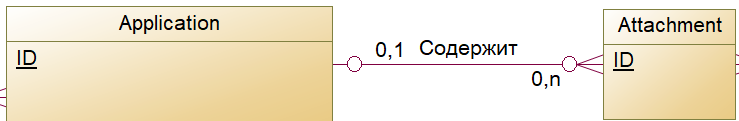 Application
ID
0,1
Содержит
0,n
Attachment
ID